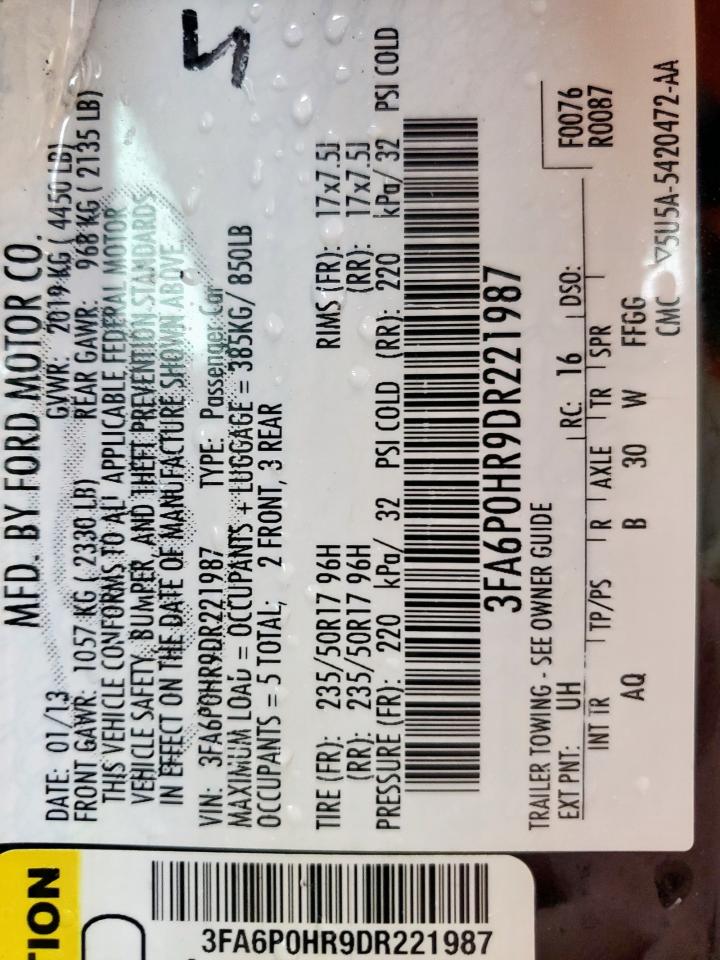 MFD. BY FORD MOTOR CO.
DATE: 01/13 GVWR: 2019 KG ( 4450 LB)
FRONT GAWR: 1057 KG ( 2330 LB) REAR GAWR: 968 KG ( 2135 LB)
THIS VEHICLE CONFORMS TO ALL APPLICABLE FEDERAL MOTOR
VEHICLE SAFETY, BUMPER, AND THEFT PREVENTION STANDARDS
IN EFFECT ON THE DATE OF MANUFACTURE SHOWN ABOVE
VIN: 3FA6P0HR9DR221987 TYPE: Passenger Car
MAXIMUM LOAD = OCCUPANTS + LUGGAGE = 385KG/ 850LB
OCCUPANTS = 5 TOTAL; 2 FRONT, 3 REAR
TIRE (FR): 235/50R17 96H RIMS (FR): 17x7.5J
(RR): 235/50R17 96H (RR): 17x7.5J
PRESSURE (FR): 220 kPa/ 32 PSI COLD (RR): 220 kPa/ 32 PSI COLD
3FA6P0HR9DR221987
TRAILER TOWING - SEE OWNER GUIDE
F0076
EXT PNT: UH RC: 16 DSO: R0087
INT TR TP/PS R AXLE TR SPR
AQ B 30 W FFGG
CMC ▽5U5A-5420472-AA
TION
3FA6P0HR9DR221987